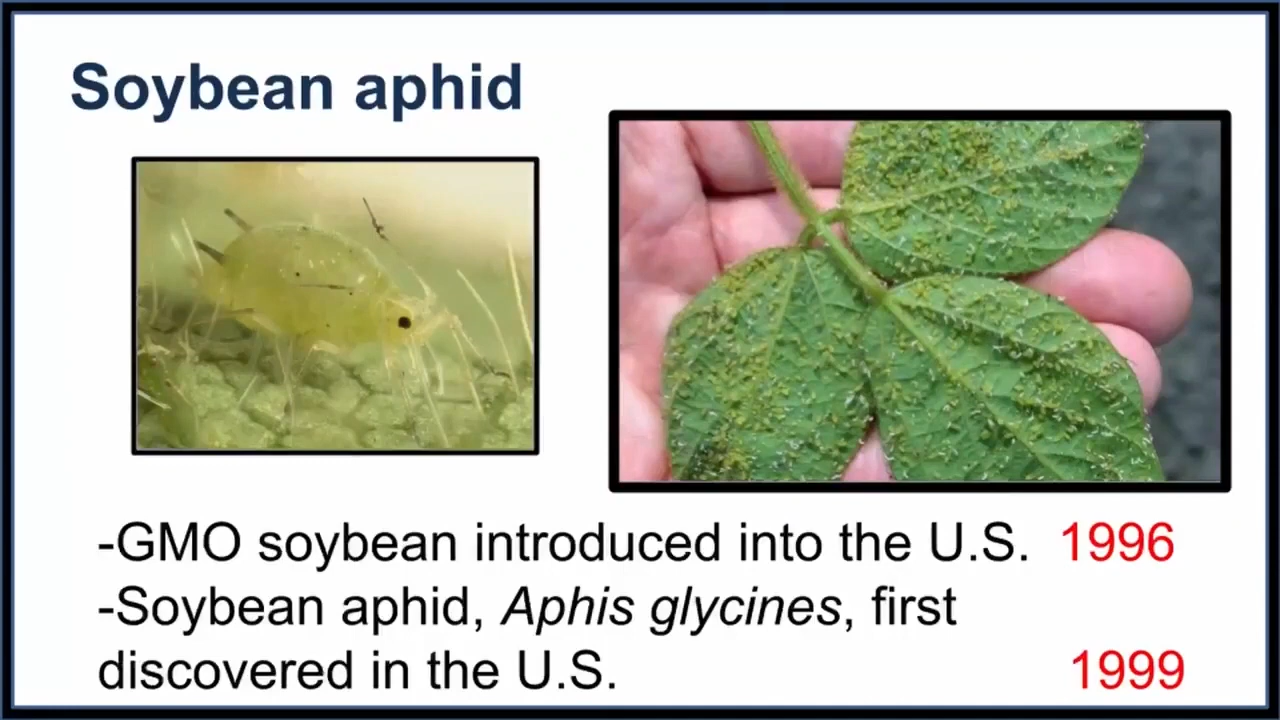 Soybean aphid
-GMO soybean introduced into the U.S. 1996
-Soybean aphid, Aphis glycines, first
discovered in the U.S. 1999